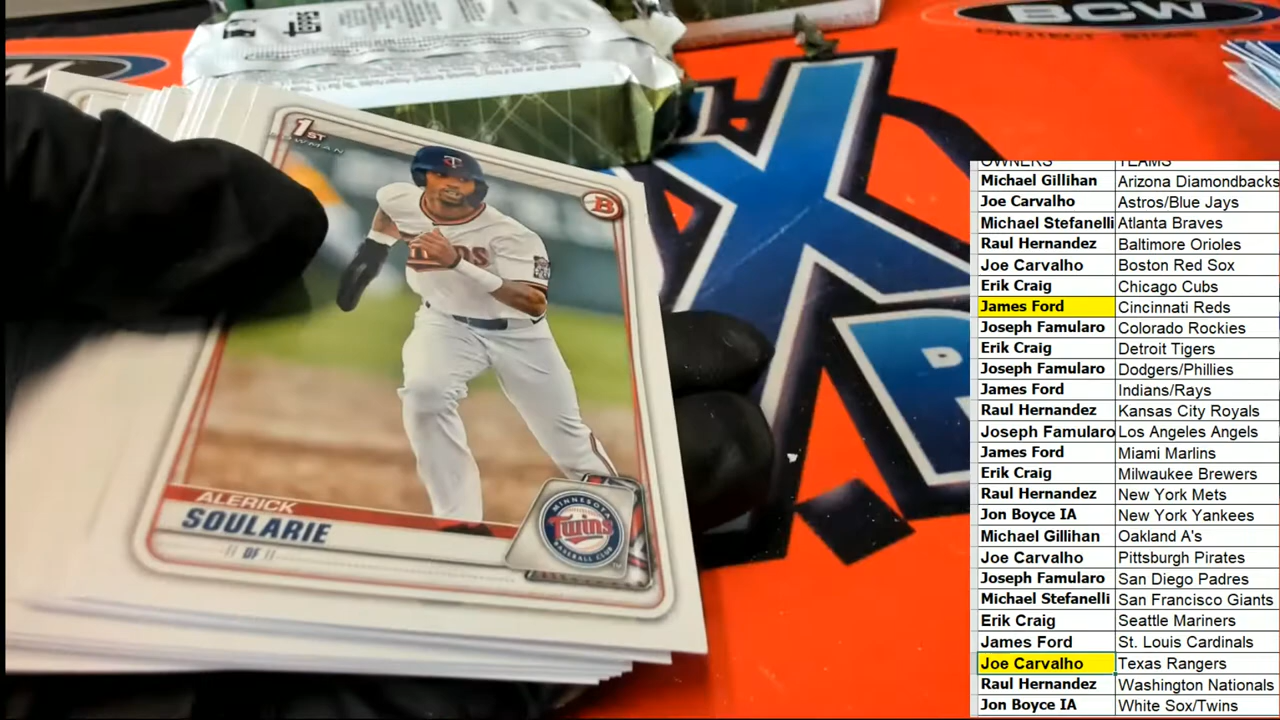 topps
BCW
PROTECT. STORE.
1ST
BOWMAN
B
T
ALERICK
SOULARIE
// OF //
MINNESOTA
Twins
BASEBALL CLUB
OWNERS TEAMS
Michael Gillihan Arizona Diamondbacks
Joe Carvalho Astros/Blue Jays
Michael Stefanelli Atlanta Braves
Raul Hernandez Baltimore Orioles
Joe Carvalho Boston Red Sox
Erik Craig Chicago Cubs
James Ford Cincinnati Reds
Joseph Famularo Colorado Rockies
Erik Craig Detroit Tigers
Joseph Famularo Dodgers/Phillies
James Ford Indians/Rays
Raul Hernandez Kansas City Royals
Joseph Famularo Los Angeles Angels
James Ford Miami Marlins
Erik Craig Milwaukee Brewers
Raul Hernandez New York Mets
Jon Boyce IA New York Yankees
Michael Gillihan Oakland A's
Joe Carvalho Pittsburgh Pirates
Joseph Famularo San Diego Padres
Michael Stefanelli San Francisco Giants
Erik Craig Seattle Mariners
James Ford St. Louis Cardinals
Joe Carvalho Texas Rangers
Raul Hernandez Washington Nationals
Jon Boyce IA White Sox/Twins